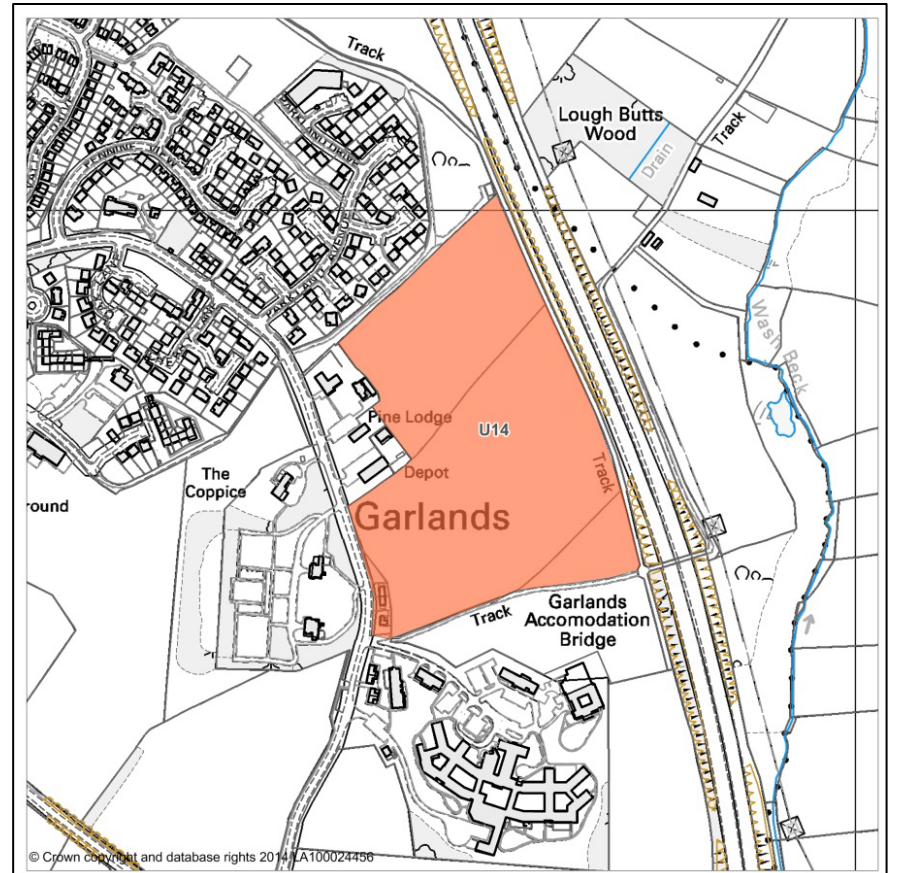 Track
Lough Butts
Wood
Drain
Track
Wash Beck
Pine Lodge
U14
Depot
Track
The
Coppice
round
Garlands
Track
Garlands
Accomodation
Bridge
© Crown copyright and database rights 2014 LA100024456